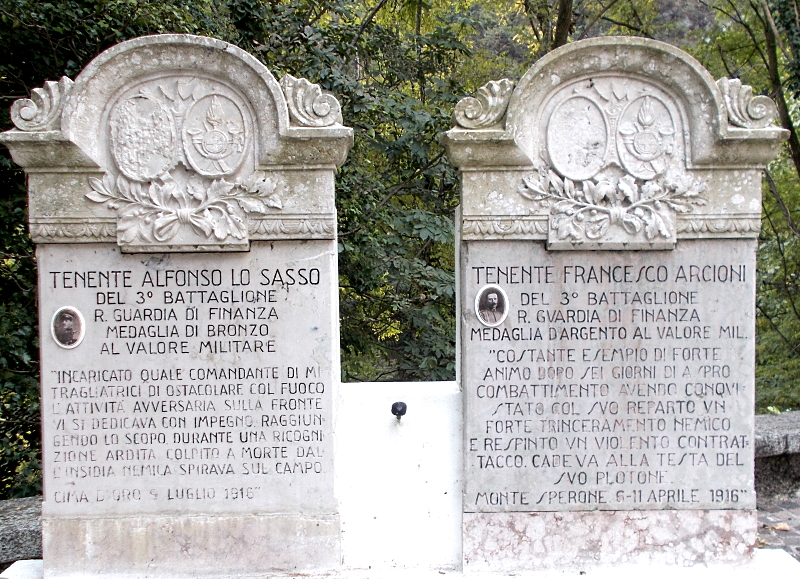 TENENTE ALFONSO LO SASSO
DEL 3° BATTAGLIONE
R. GUARDIA DI FINANZA
MEDAGLIA DI BRONZO
AL VALORE MILITARE
"INCARICATO QUALE COMANDANTE DI MI
TRAGLIATRICI DI OSTACOLARE COL FUOCO
L'ATTIVITÀ AVVERSARIA SULLA FRONTE
VI SI DEDICAVA CON IMPEGNO. RAGGIUN-
GENDO LO SCOPO. DURANTE UNA RICOGNI
ZIONE ARDITA COLPITO A MORTE DAL
L'INSIDIA NEMICA SPIRAVA SUL CAMPO.
CIMA D'ORO 9 LUGLIO 1916"
TENENTE FRANCESCO ARCIONI
DEL 3° BATTAGLIONE
R. GVARDIA DI FINANZA
MEDAGLIA D'ARGENTO AL VALORE MIL.
"COSTANTE ESEMPIO DI FORTE
ANIMO DOPO SEI GIORNI DI ASPRO
COMBATTIMENTO AVENDO CONQVI
STATO COL SVO REPARTO VN
FORTE TRINCERAMENTO NEMICO
E RESPINTO VN VIOLENTO CONTRAT-
TACCO. CADEVA ALLA TESTA DEL
SVO PLOTONE.
MONTE SPERONE 6-11 APRILE 1916"